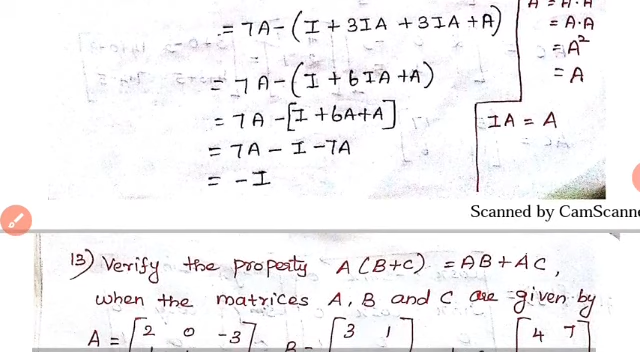 = 7A - (I + 3IA + 3IA + A)
= 7A - (I + 6IA + A)
= 7A - [I + 6A + A]
= 7A - I - 7A
= - I
= A·A
= A²
= A
IA = A
Scanned by CamScann
13) Verify the property A(B+C) = AB + AC,
when the matrices A, B and C are given by
A = [2 0 -3] [3 1] [4 7]